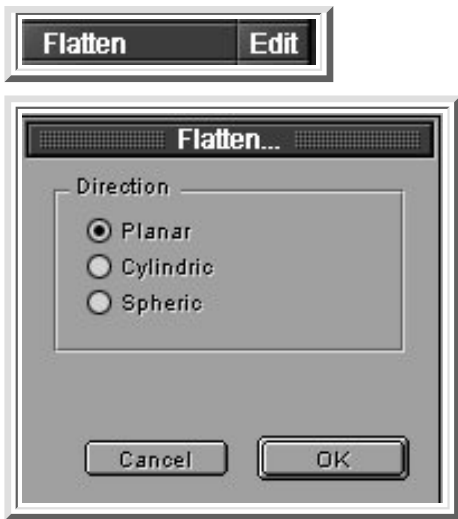 Flatten Edit
Flatten...
Direction
Planar
Cylindric
Spheric
Cancel OK